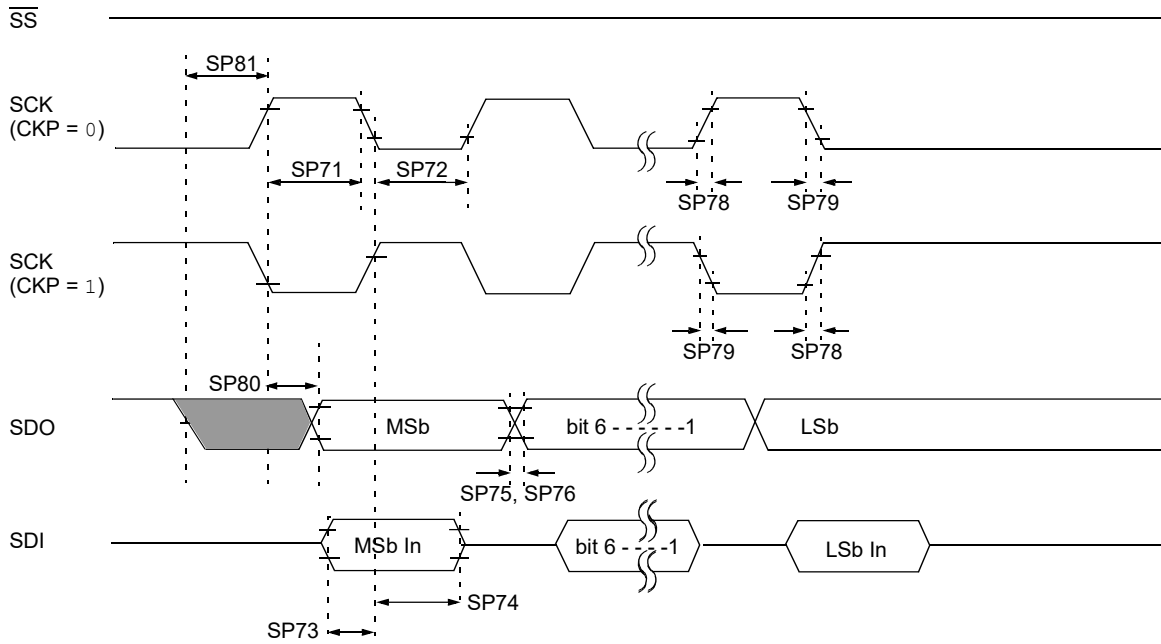 SS
SP81
SCK
(CKP = 0)
SP71
SP72
SP78
SP79
SCK
(CKP = 1)
SP79
SP78
SP80
SDO
MSb
bit 6 - - - - - - -1
LSb
SP75, SP76
SDI
MSb In
bit 6 - - - - -1
LSb In
SP74
SP73